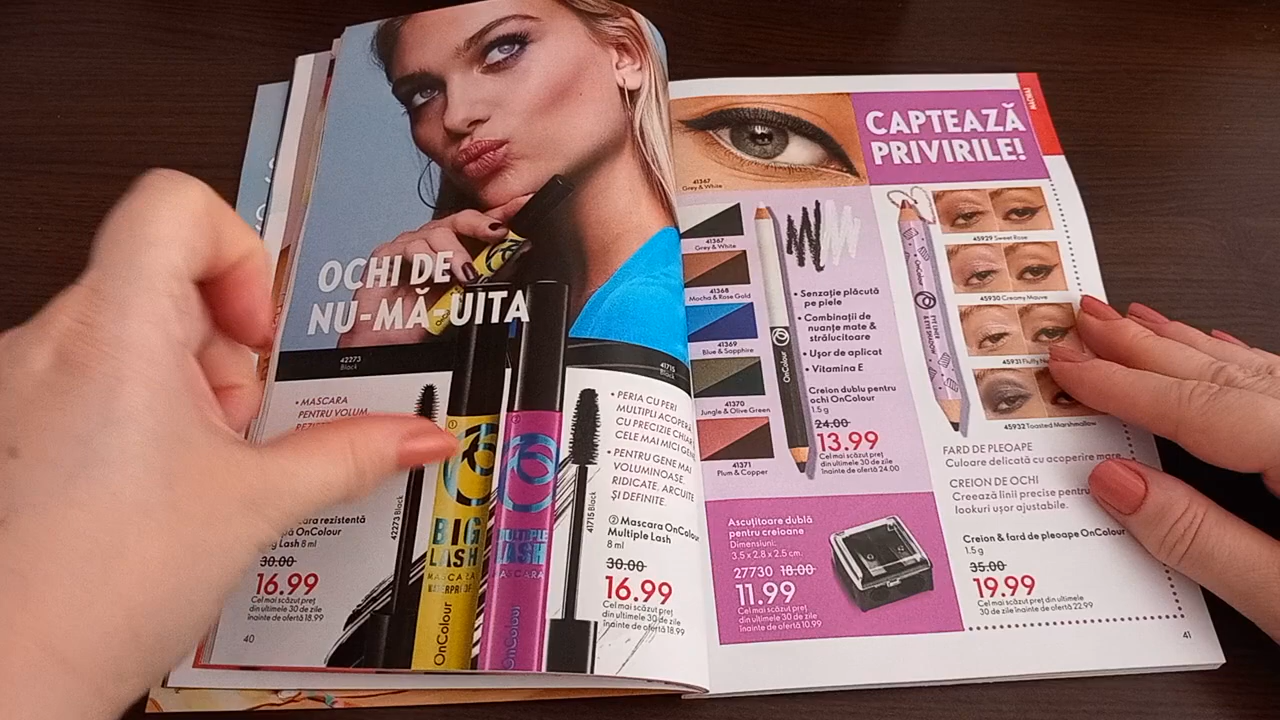 OCHI DE
NU-MĂ-UITA
42273
Black
41715
Black
• MASCARA
PENTRU VOLUM,
• PERIA CU PERI
MULTIPLI ACOPERĂ
CU PRECIZIE CHIAR
CELE MAI MICI
• PENTRU GENE MAI
VOLUMINOASE,
RIDICATE, ARCUITE
ȘI DEFINITE.
42273 Black
41715 Black
rezistentă
OnColour
Lash 8 ml
30.00
16.99
Cel mai scăzut preț
din ultimele 30 de zile
înainte de ofertă 18.99
BIG
LASH
MASCARA
WATERPROOF
OnColour
MULTIPLE
LASH
MASCARA
OnColour
② Mascara OnColour
Multiple Lash
8 ml
30.00
16.99
Cel mai scăzut preț
din ultimele 30 de zile
înainte de ofertă 18.99
40
MACHIAJ
CAPTEAZĂ
PRIVIRILE!
41367
Grey & White
41367
Grey & White
41368
Mocha & Rose Gold
41369
Blue & Sapphire
41370
Jungle & Olive Green
41371
Plum & Copper
OnColour
• Senzație plăcută
pe piele
• Combinații de
nuanțe mate &
strălucitoare
• Ușor de aplicat
• Vitamina E
Creion dublu pentru
ochi OnColour
1.5 g
24.00
13.99
Cel mai scăzut preț
din ultimele 30 de zile
înainte de ofertă 24.00
OnColour
EYE LINER
& EYE SHADOW
45929 Sweet Rose
45930 Creamy Mauve
45931 Fluffy
45932 Toasted Marshmallow
FARD DE PLEOAPE
Culoare delicată cu acoperire mare.
CREION DE OCHI
Creează linii precise pentru
lookuri ușor ajustabile.
Creion & fard de pleoape OnColour
1.5 g
35.00
19.99
Cel mai scăzut preț din ultimele
30 de zile înainte de ofertă 22.99
Ascuțitoare dublă
pentru creioane
Dimensiuni:
3.5 x 2.8 x 2.5 cm.
27730 18.00
11.99
Cel mai scăzut preț
din ultimele 30 de zile
înainte de ofertă 10.99
41